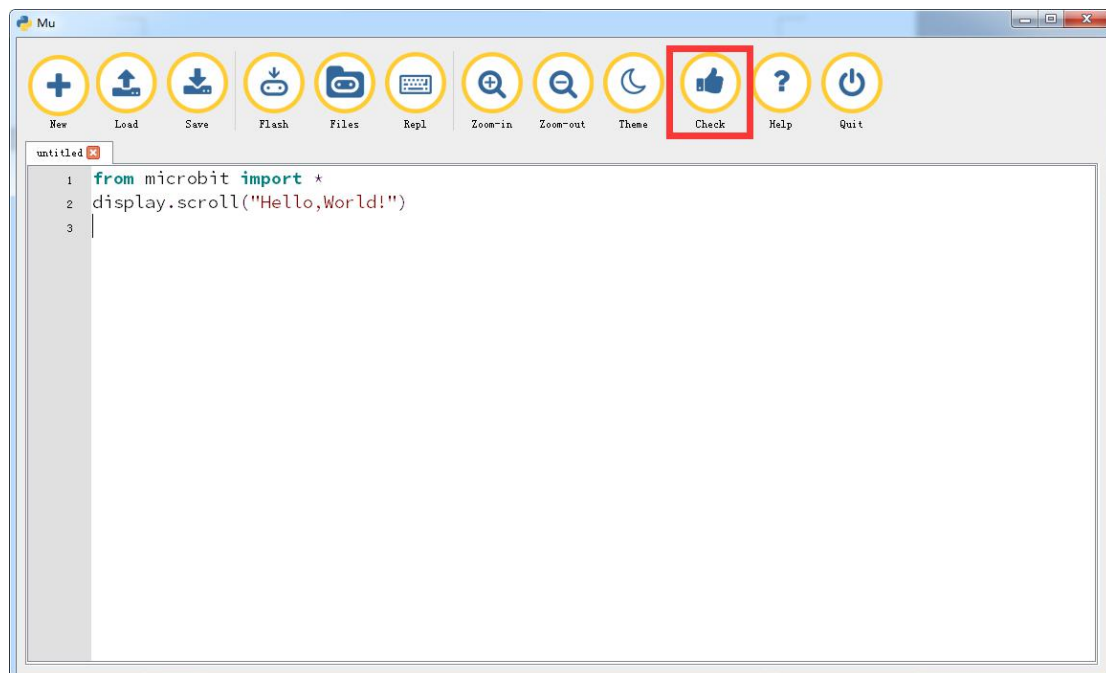 Mu
New Load Save Flash Files Repl Zoom-in Zoom-out Theme Check Help Quit
untitled
1 from microbit import *
2 display.scroll("Hello,World!")
3